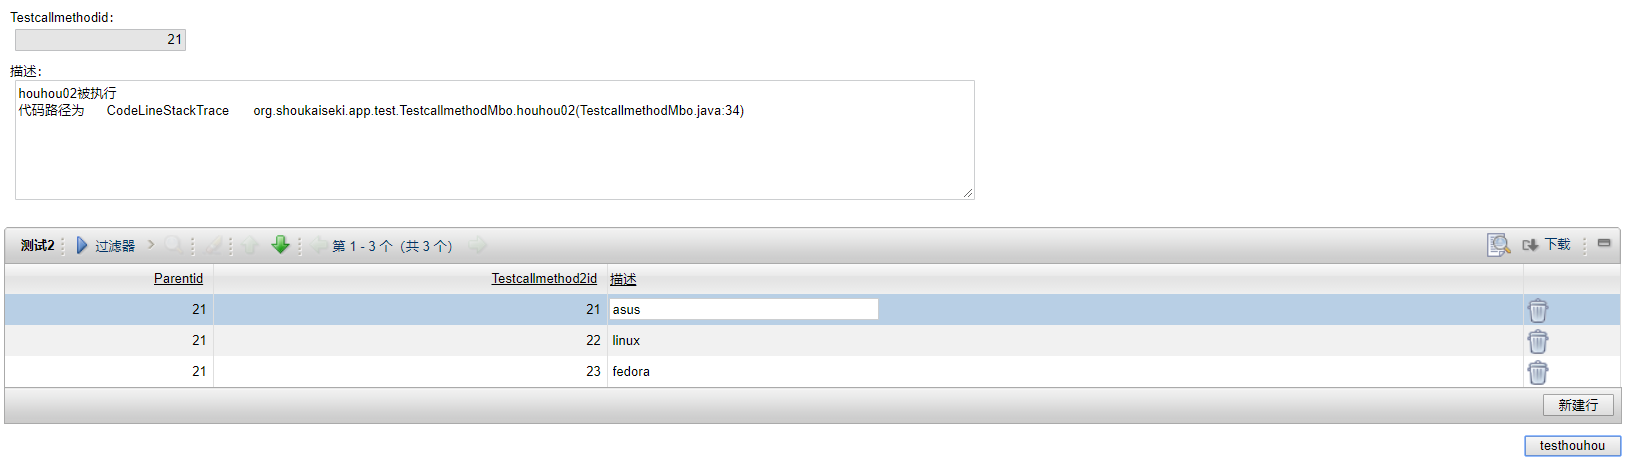 Testcallmethodid:
21
描述:
houhou02被执行
代码路径为 CodeLineStackTrace org.shoukaiseki.app.test.TestcallmethodMbo.houhou02(TestcallmethodMbo.java:34)
测试2 过滤器 第 1 - 3 个（共 3 个） 下载
Parentid Testcallmethod2id 描述
21 21 asus
21 22 linux
21 23 fedora
新建行
testhouhou